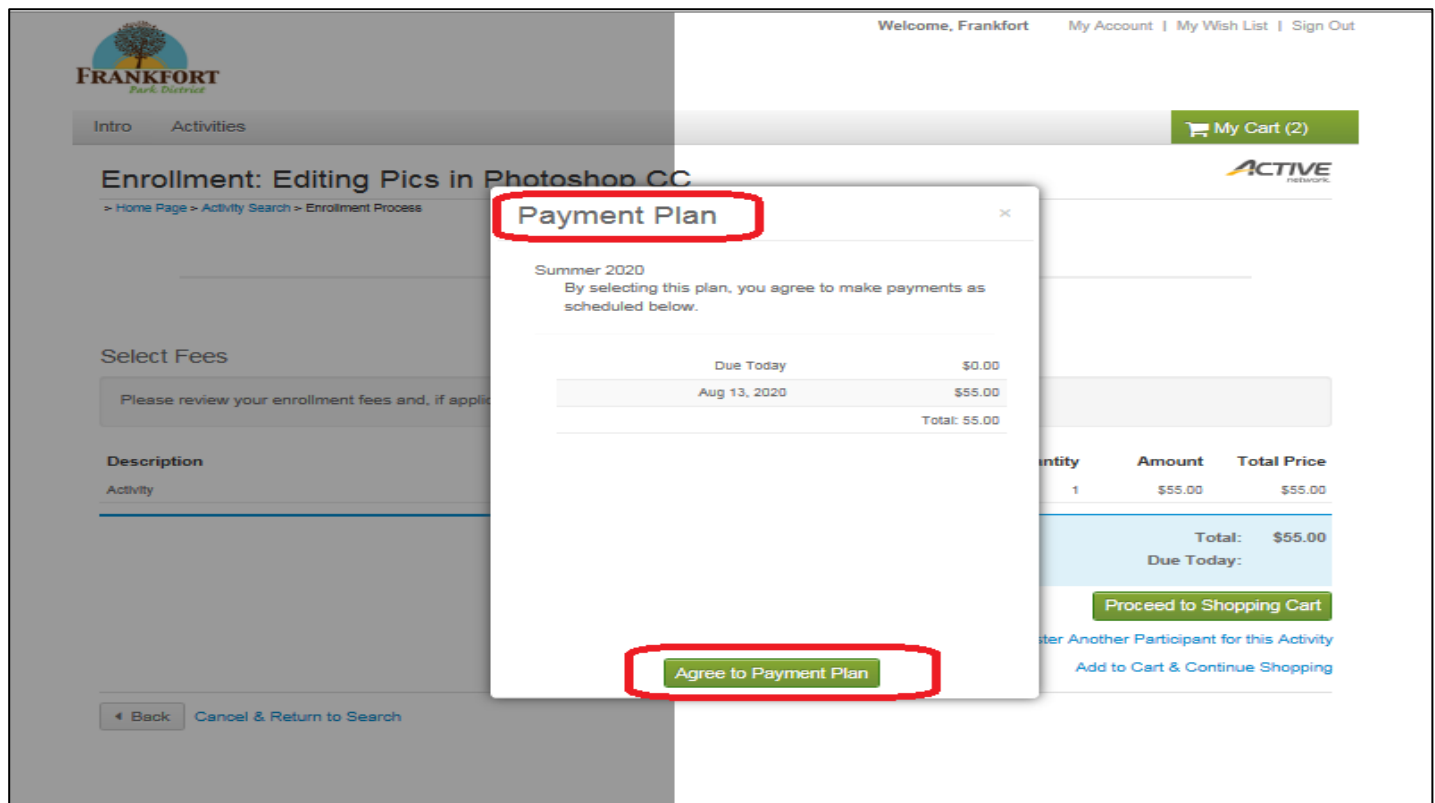 Welcome, Frankfort My Account | My Wish List | Sign Out
FRANKFORT
Park District
Intro Activities My Cart (2)
Enrollment: Editing Pics in Photoshop CC
ACTIVE
network.
> Home Page > Activity Search > Enrollment Process
Payment Plan ×
Summer 2020
By selecting this plan, you agree to make payments as
scheduled below.
Select Fees
Due Today $0.00
Please review your enrollment fees and, if applic
Aug 13, 2020 $55.00
Total: 55.00
Description antity Amount Total Price
Activity 1 $55.00 $55.00
Total: $55.00
Due Today:
Proceed to Shopping Cart
ster Another Participant for this Activity
Agree to Payment Plan
Add to Cart & Continue Shopping
Back Cancel & Return to Search